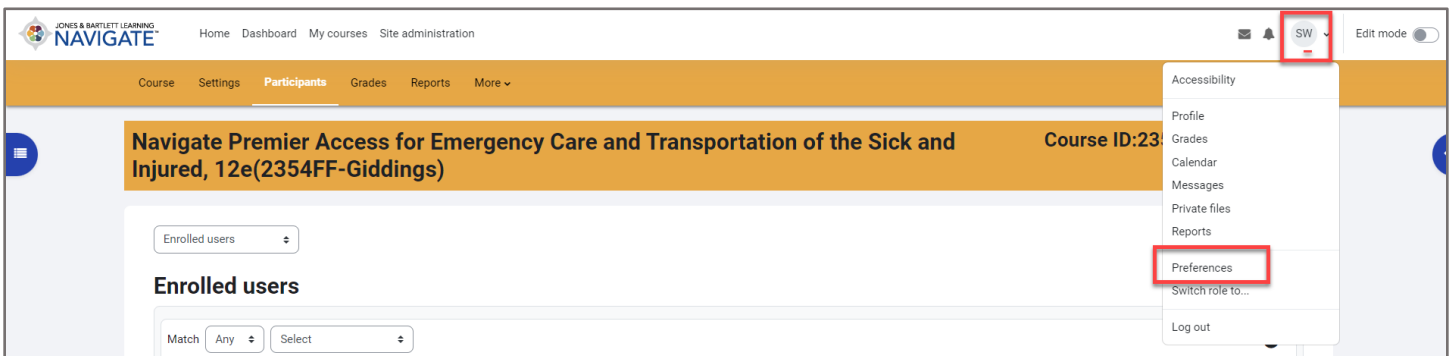 JONES & BARTLETT LEARNING
NAVIGATE™
Home Dashboard My courses Site administration
SW
Edit mode
Course Settings Participants Grades Reports More
Accessibility
Profile
Grades
Calendar
Messages
Private files
Reports
Preferences
Switch role to...
Log out
Navigate Premier Access for Emergency Care and Transportation of the Sick and
Injured, 12e(2354FF-Giddings)
Course ID:23
Enrolled users
Enrolled users
Match Any Select